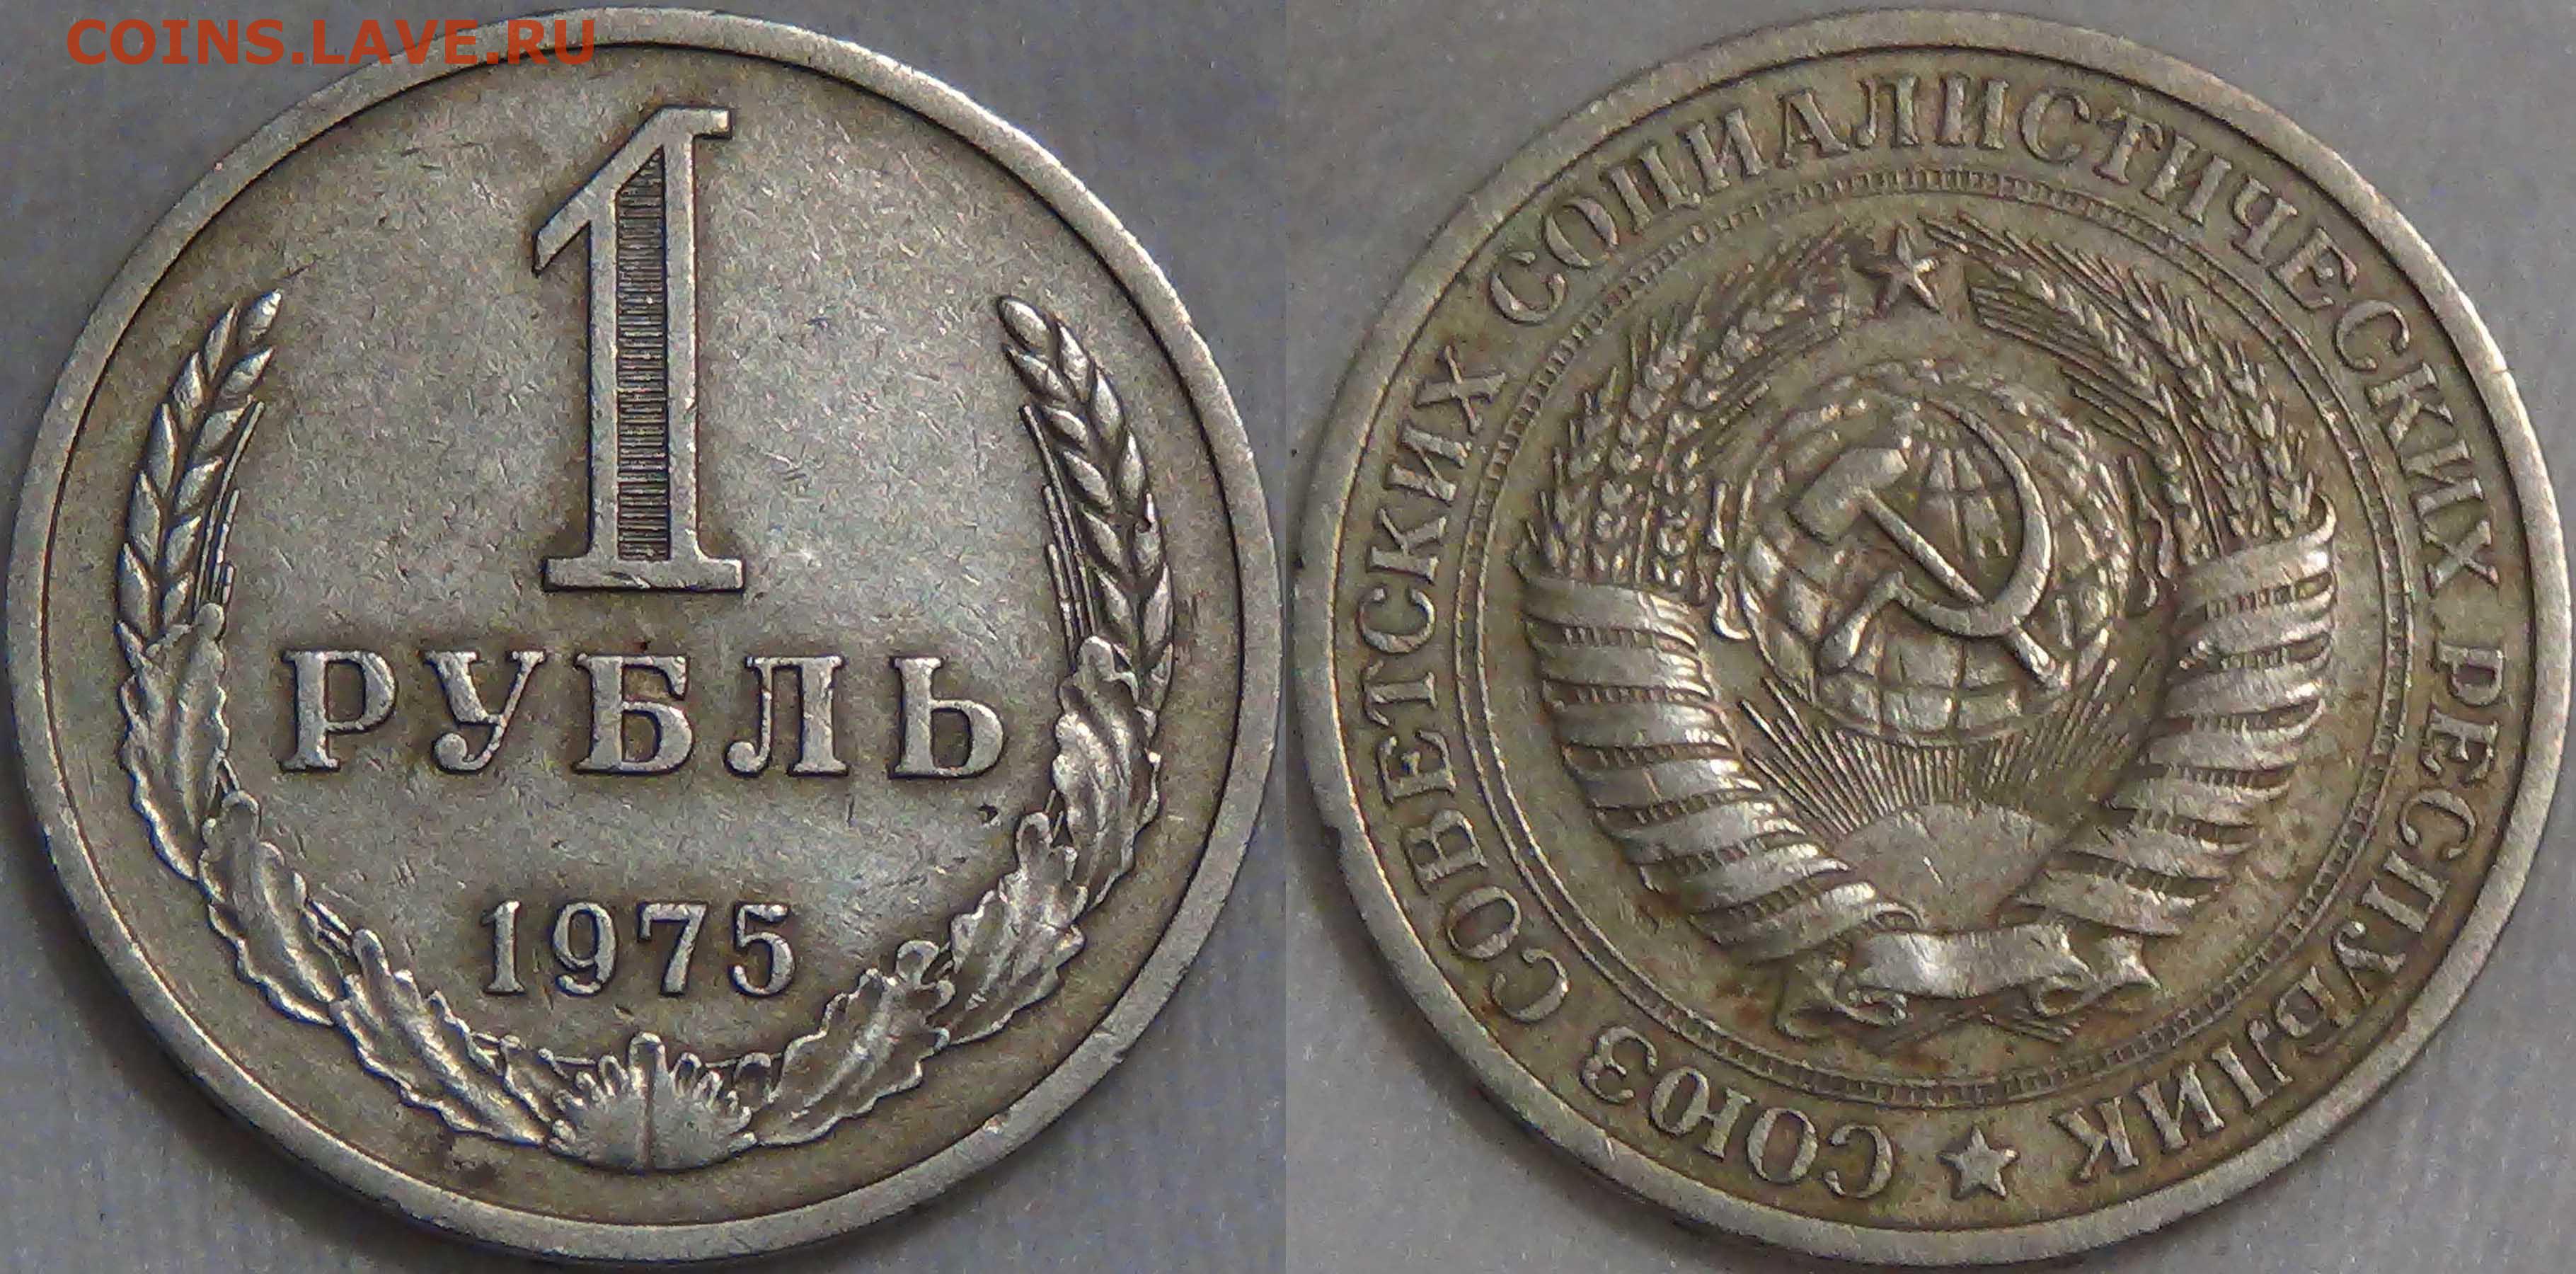 COINS.LAVE.RU
1
РУБЛЬ
1975
СОЮЗ СОВЕТСКИХ СОЦИАЛИСТИЧЕСКИХ РЕСПУБЛИК